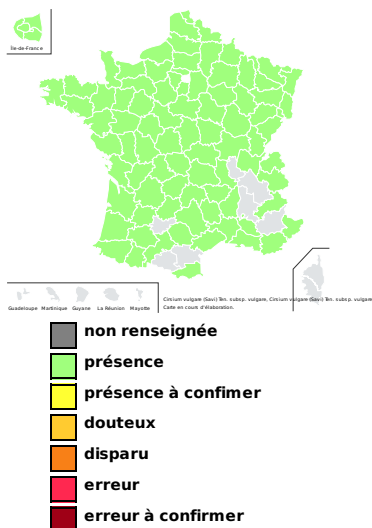 Île-de-France
Guadeloupe Martinique Guyane La Réunion Mayotte
Cirsium vulgare (Savi) Ten. subsp. vulgare, Cirsium vulgare (Savi) Ten. subsp. vulgare
Carte en cours d'élaboration.
non renseignée
présence
présence à confimer
douteux
disparu
erreur
erreur à confirmer